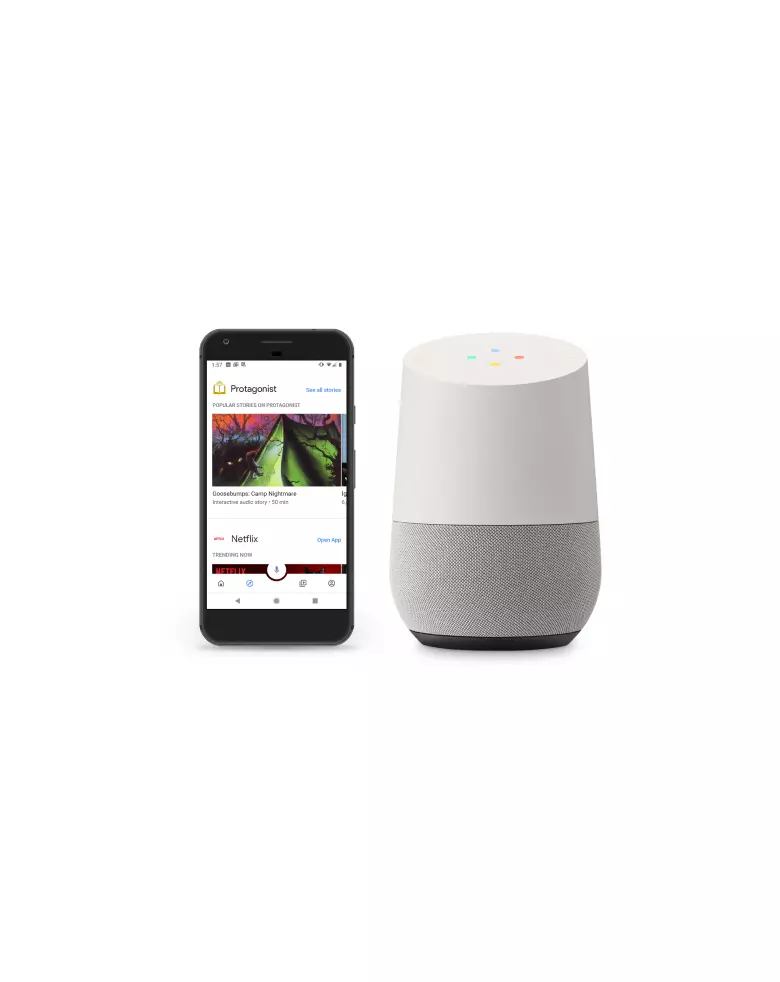 1:57
Protagonist
See all stories
POPULAR STORIES ON PROTAGONIST
Goosebumps: Camp Nightmare
Interactive audio story • 50 min
Netflix
Open App
TRENDING NOW
NETFLIX